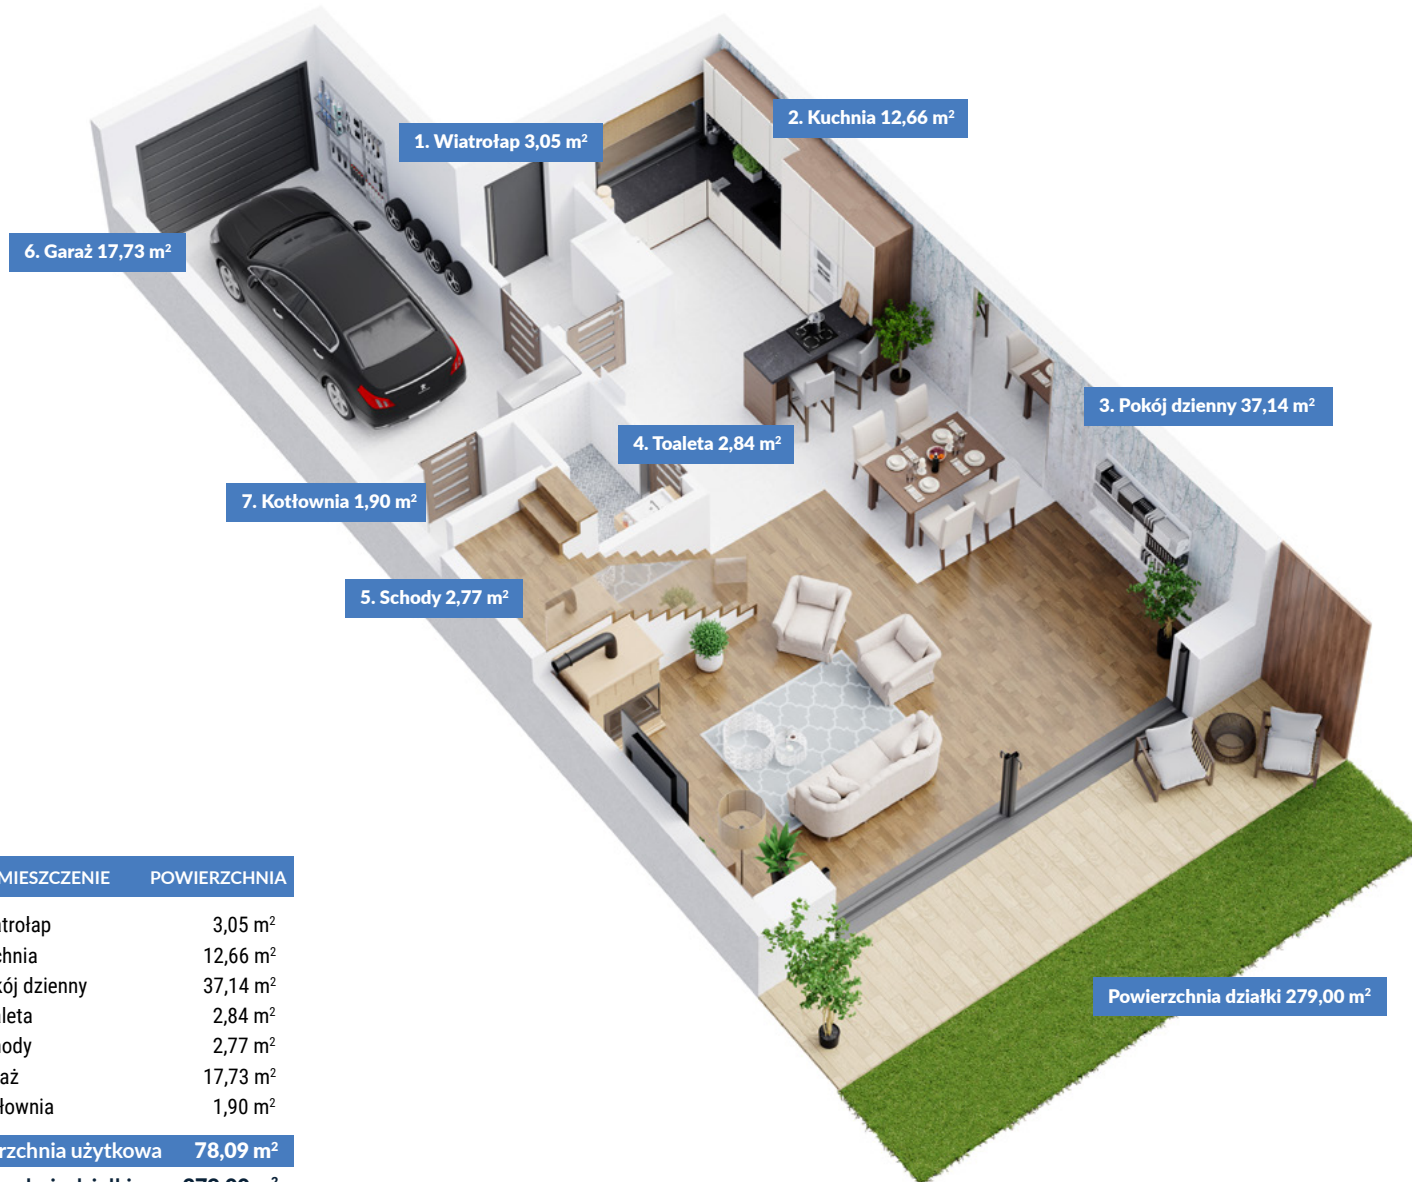 2. Kuchnia 12,66 m²
1. Wiatrołap 3,05 m²
6. Garaż 17,73 m²
3. Pokój dzienny 37,14 m²
4. Toaleta 2,84 m²
7. Kotłownia 1,90 m²
5. Schody 2,77 m²
Powierzchnia działki 279,00 m²
MIESZCZENIE POWIERZCHNIA
trołap 3,05 m²
chnia 12,66 m²
kój dzienny 37,14 m²
leta 2,84 m²
hody 2,77 m²
aż 17,73 m²
łownia 1,90 m²
rzchnia użytkowa 78,09 m²